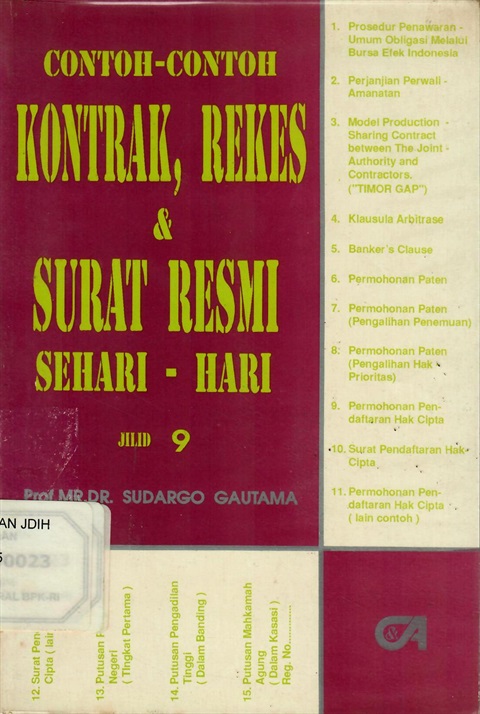 CONTOH-CONTOH
KONTRAK, REKES
&
SURAT RESMI
SEHARI - HARI
JILID 9
Prof MR.DR. SUDARGO GAUTAMA
1. Prosedur Penawaran -
Umum Obligasi Melalui
Bursa Efek Indonesia
2. Perjanjian Perwali -
Amanatan
3. Model Production -
Sharing Contract
between The Joint -
Authority and
Contractors.
("TIMOR GAP")
4. Klausula Arbitrase
5. Banker's Clause
6. Permohonan Paten
7. Permohonan Paten
(Pengalihan Penemuan)
8. Permohonan Paten
(Pengalihan Hak
Prioritas)
9. Permohonan Pen-
daftaran Hak Cipta
10. Surat Pendaftaran Hak
Cipta
11. Permohonan Pen-
daftaran Hak Cipta
( lain contoh )
12. Surat Pen
Cipta ( lain
13. Putusan P
Negeri
( Tingkat Pertama )
14. Putusan Pengadilan
Tinggi
( Dalam Banding )
15. Putusan Mahkamah
Agung
( Dalam Kasasi )
Reg. No............
AN JDIH
0023
C&A